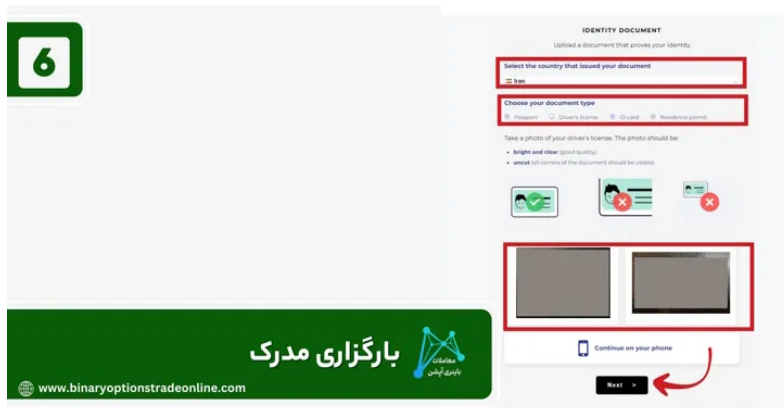 6
IDENTITY DOCUMENT
Upload a document that proves your identity
Select the country that issued your document
Iran
Choose your document type
Passport Driver's license ID card Residence permit
Take a photo of your driver's license. The photo should be:
• bright and clear (good quality),
• uncut (all corners of the document should be visible).
Continue on your phone
Next >
بارگزاری مدرک
معاملات
باینری آپشن
www.binaryoptionstradeonline.com